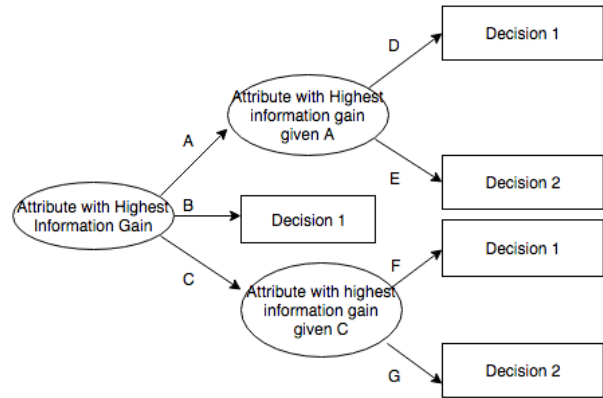 D
Decision 1
Attribute with Highest
information gain
given A
A
E
Decision 2
Attribute with Highest
Information Gain
B
Decision 1
C
F
Decision 1
Attribute with highest
information gain
given C
G
Decision 2